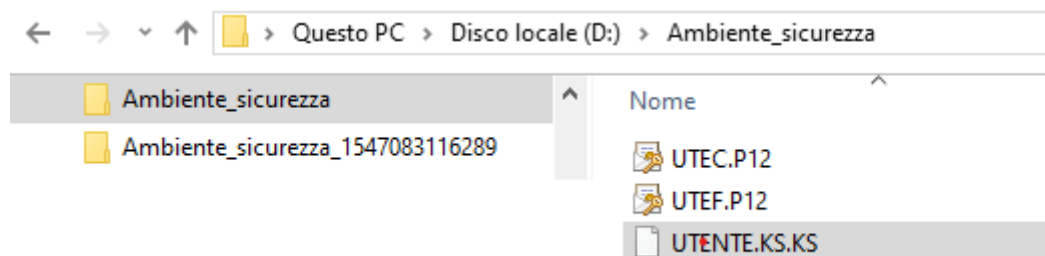 Questo PC > Disco locale (D:) > Ambiente_sicurezza
Ambiente_sicurezza
Ambiente_sicurezza_1547083116289
Nome
UTEC.P12
UTEF.P12
UTENTE.KS.KS